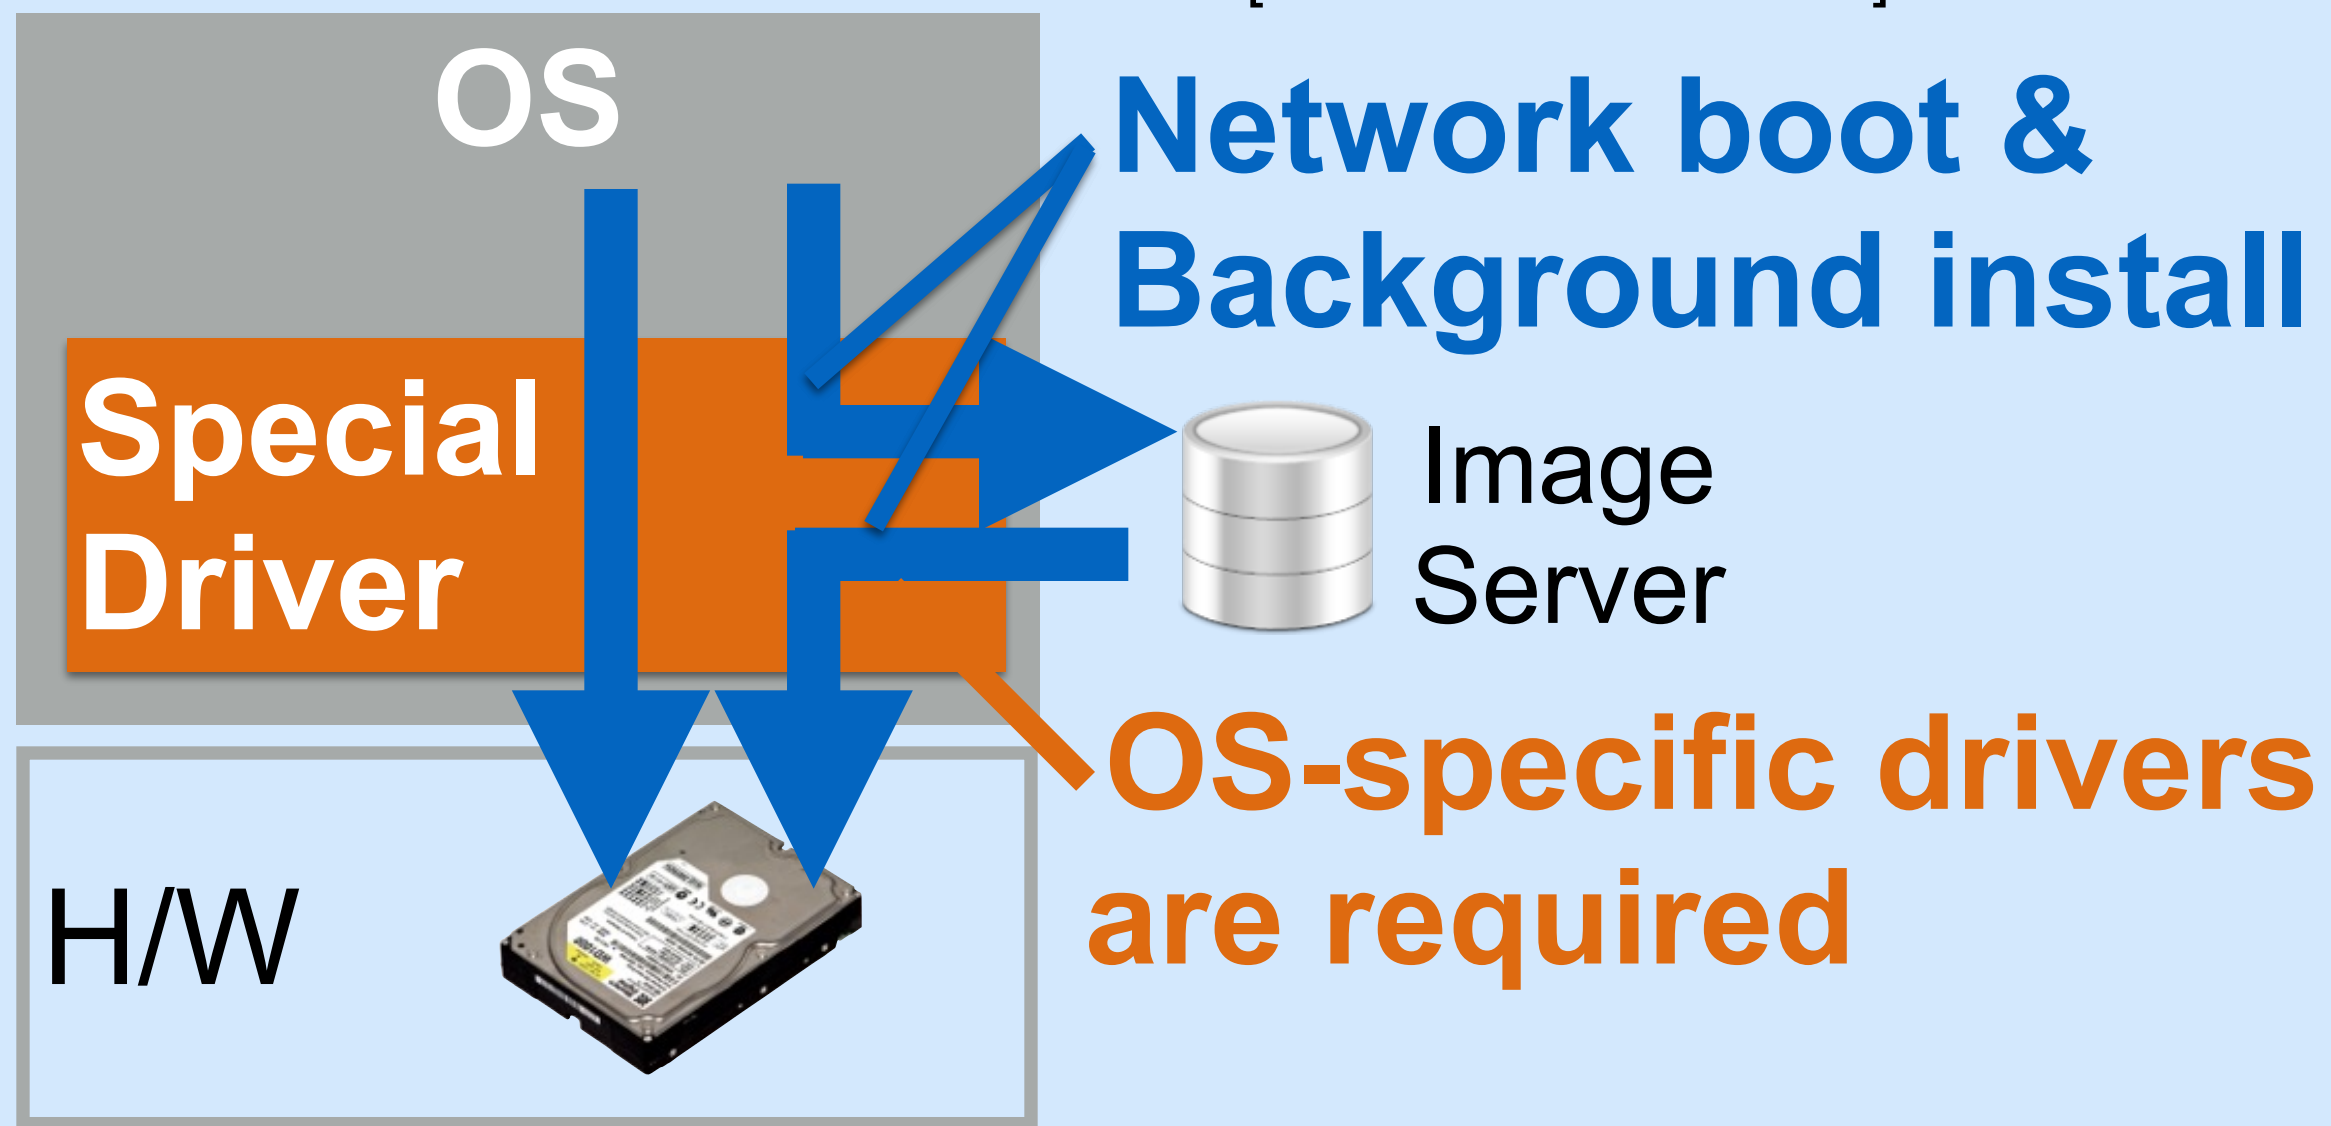 OS
Network boot &
Background install
Special
Driver
Image
Server
OS-specific drivers
are required
H/W